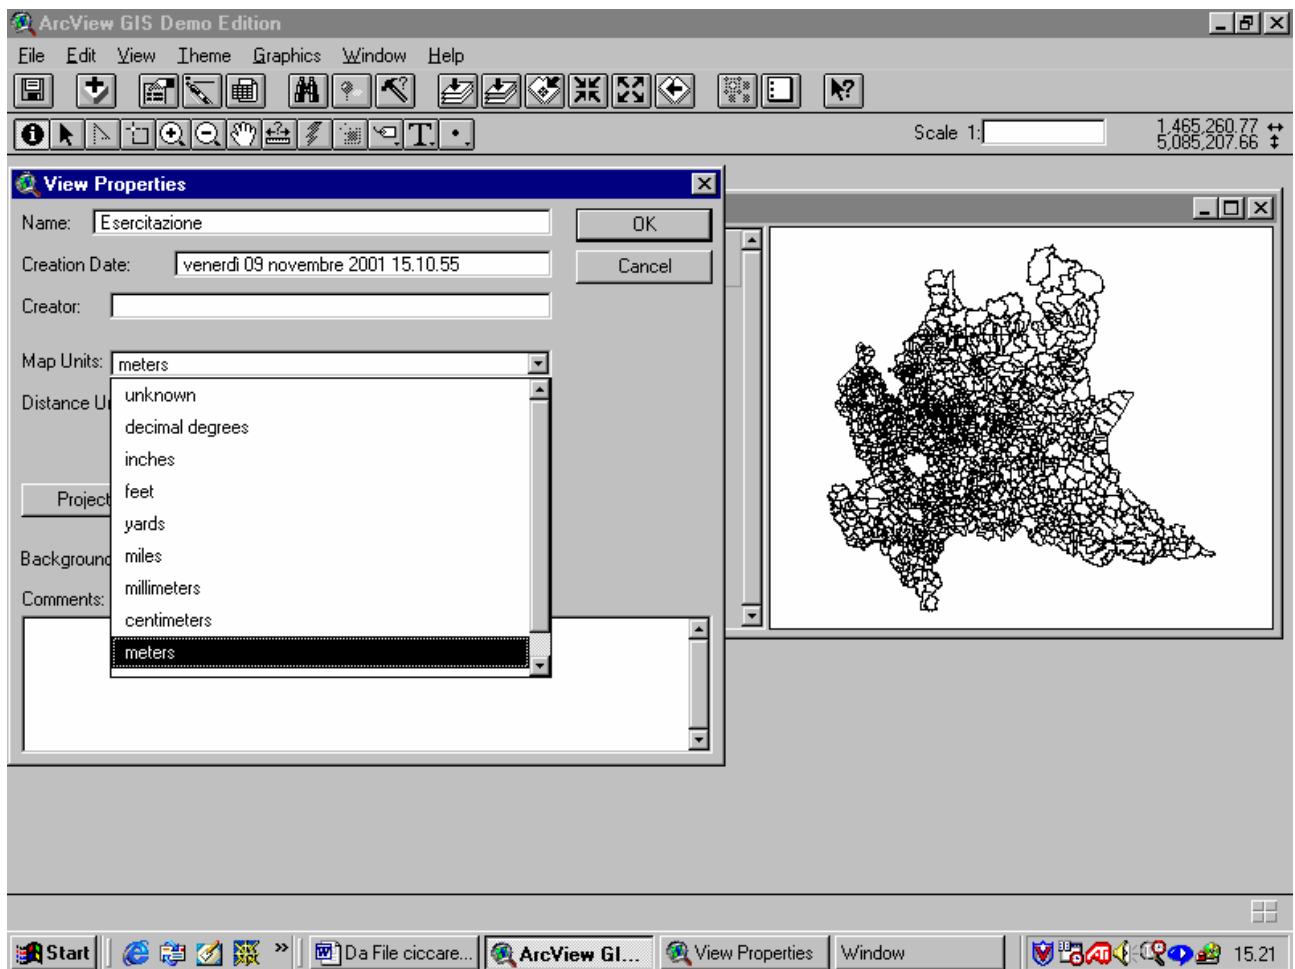 ArcView GIS Demo Edition
File Edit View Theme Graphics Window Help
Scale 1:
1,465,260.77
5,085,207.66
View Properties
Name: Esercitazione
OK
Creation Date: venerdì 09 novembre 2001 15.10.55
Cancel
Creator:
Map Units: meters
unknown
Distance U
decimal degrees
inches
feet
Project
yards
Background
miles
millimeters
Comments:
centimeters
meters
Start
Da File ciccare...
ArcView GI...
View Properties
Window
15.21